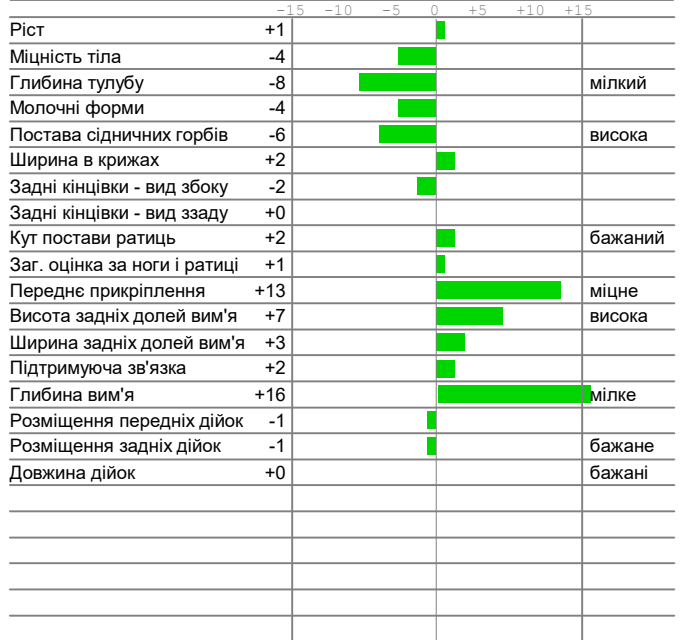 -15 -10 -5 0 +5 +10 +15
Ріст +1
Міцність тіла -4
Глибина тулубу -8 мілкий
Молочні форми -4
Постава сідничних горбів -6 висока
Ширина в крижах +2
Задні кінцівки - вид збоку -2
Задні кінцівки - вид ззаду +0
Кут постави ратиць +2 бажаний
Заг. оцінка за ноги і ратиці +1
Переднє прикріплення +13 міцне
Висота задніх долей вим'я +7 висока
Ширина задніх долей вим'я +3
Підтримуюча зв'язка +2
Глибина вим'я +16 мілке
Розміщення передніх дійок -1
Розміщення задніх дійок -1 бажане
Довжина дійок +0 бажані